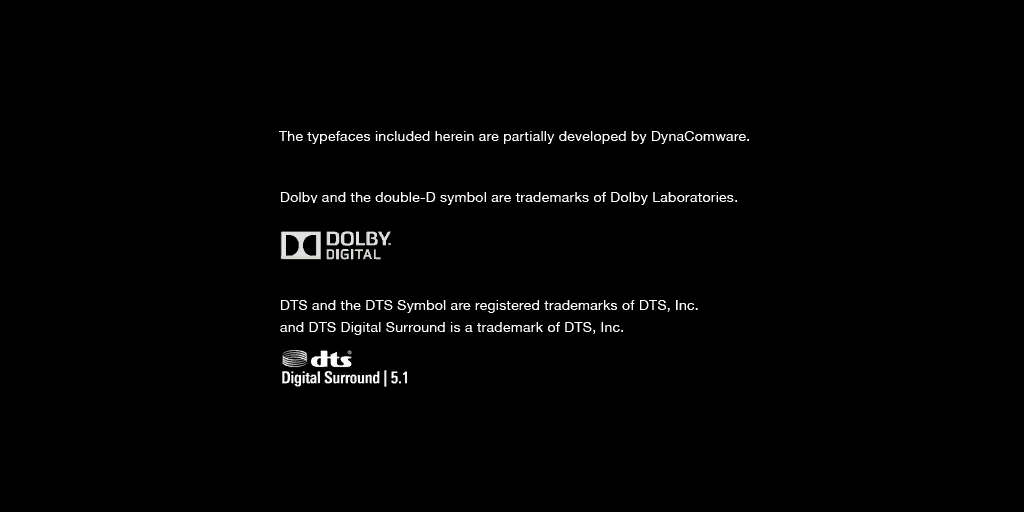 The typefaces included herein are partially developed by DynaComware.
Dolby and the double-D symbol are trademarks of Dolby Laboratories.
DOLBY
DIGITAL
DTS and the DTS Symbol are registered trademarks of DTS, Inc.
and DTS Digital Surround is a trademark of DTS, Inc.
dts®
Digital Surround | 5.1